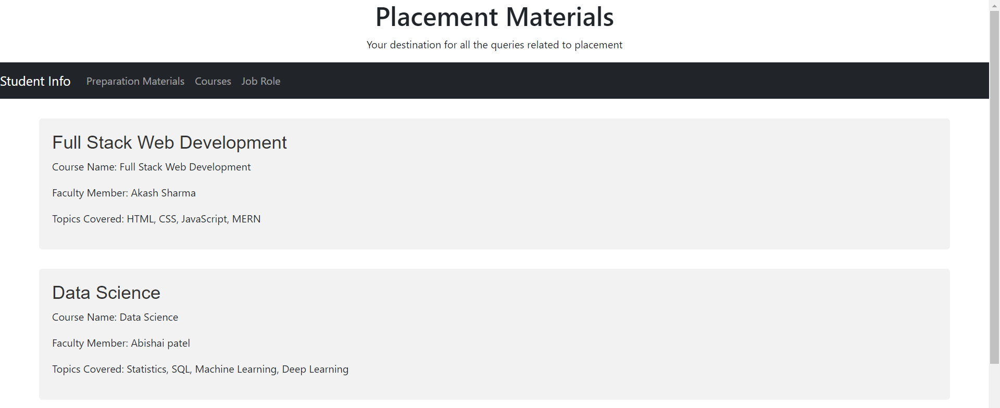 Placement Materials
Your destination for all the queries related to placement
Student Info Preparation Materials Courses Job Role
Full Stack Web Development
Course Name: Full Stack Web Development
Faculty Member: Akash Sharma
Topics Covered: HTML, CSS, JavaScript, MERN
Data Science
Course Name: Data Science
Faculty Member: Abishai patel
Topics Covered: Statistics, SQL, Machine Learning, Deep Learning